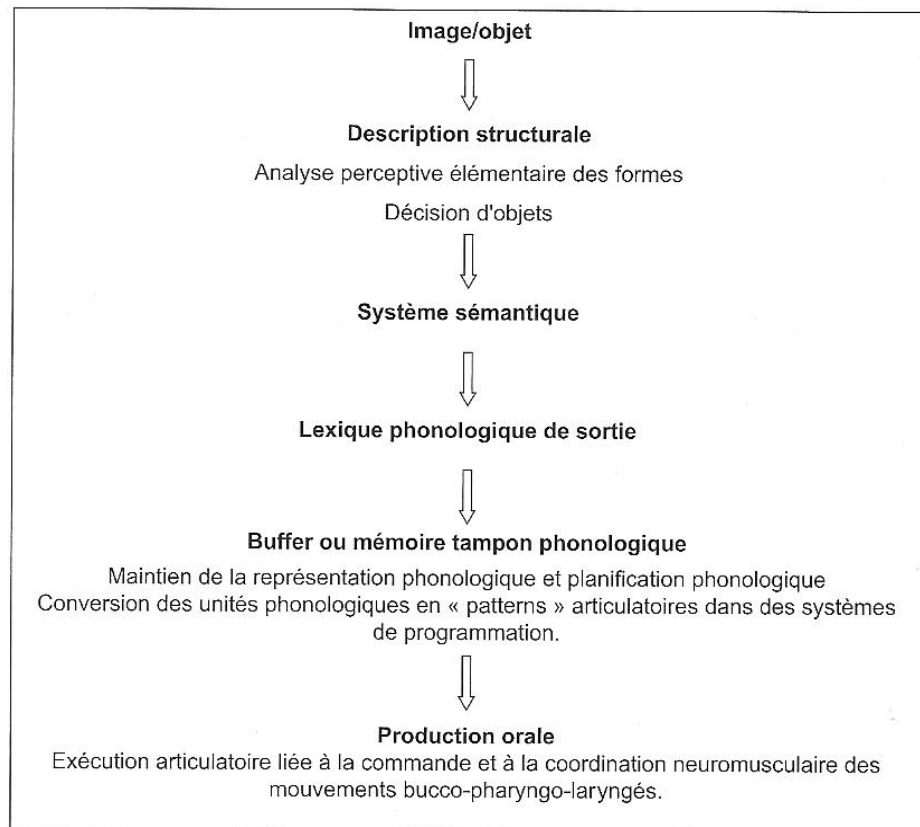 Image/objet
Description structurale
Analyse perceptive élémentaire des formes
Décision d'objets
Système sémantique
Lexique phonologique de sortie
Buffer ou mémoire tampon phonologique
Maintien de la représentation phonologique et planification phonologique
Conversion des unités phonologiques en « patterns » articulatoires dans des systèmes
de programmation.
Production orale
Exécution articulatoire liée à la commande et à la coordination neuromusculaire des
mouvements bucco-pharyngo-laryngés.